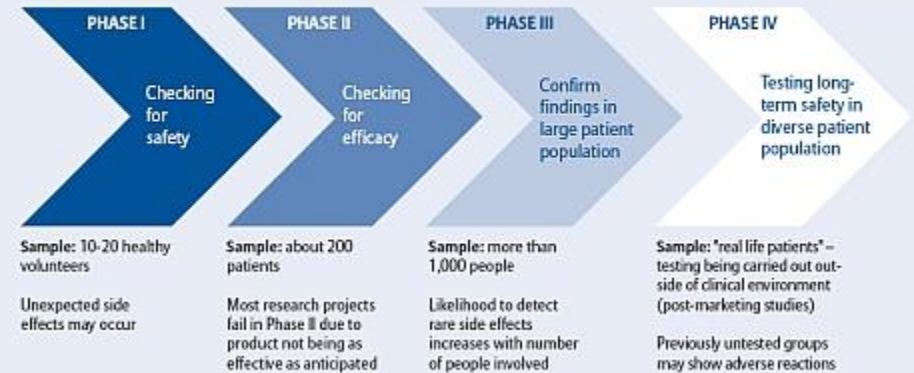 PHASE I
Checking
for
safety
Sample: 10-20 healthy
volunteers
Unexpected side
effects may occur
PHASE II
Checking
for
efficacy
Sample: about 200
patients
Most research projects
fail in Phase II due to
product not being as
effective as anticipated
PHASE III
Confirm
findings in
large patient
population
Sample: more than
1,000 people
Likelihood to detect
rare side effects
increases with number
of people involved
PHASE IV
Testing long-
term safety in
diverse patient
population
Sample: "real life patients" –
testing being carried out out-
side of clinical environment
(post-marketing studies)
Previously untested groups
may show adverse reactions